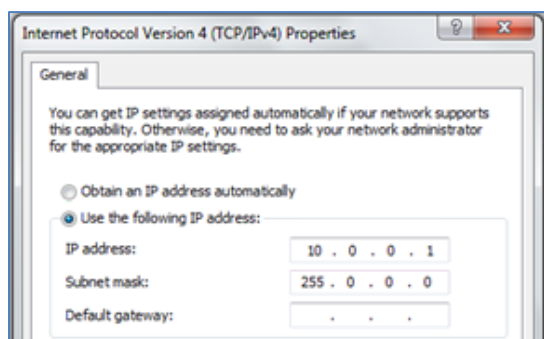 Internet Protocol Version 4 (TCP/IPv4) Properties
General
You can get IP settings assigned automatically if your network supports
this capability. Otherwise, you need to ask your network administrator
for the appropriate IP settings.
Obtain an IP address automatically
Use the following IP address:
IP address: 10 . 0 . 0 . 1
Subnet mask: 255 . 0 . 0 . 0
Default gateway: . . .